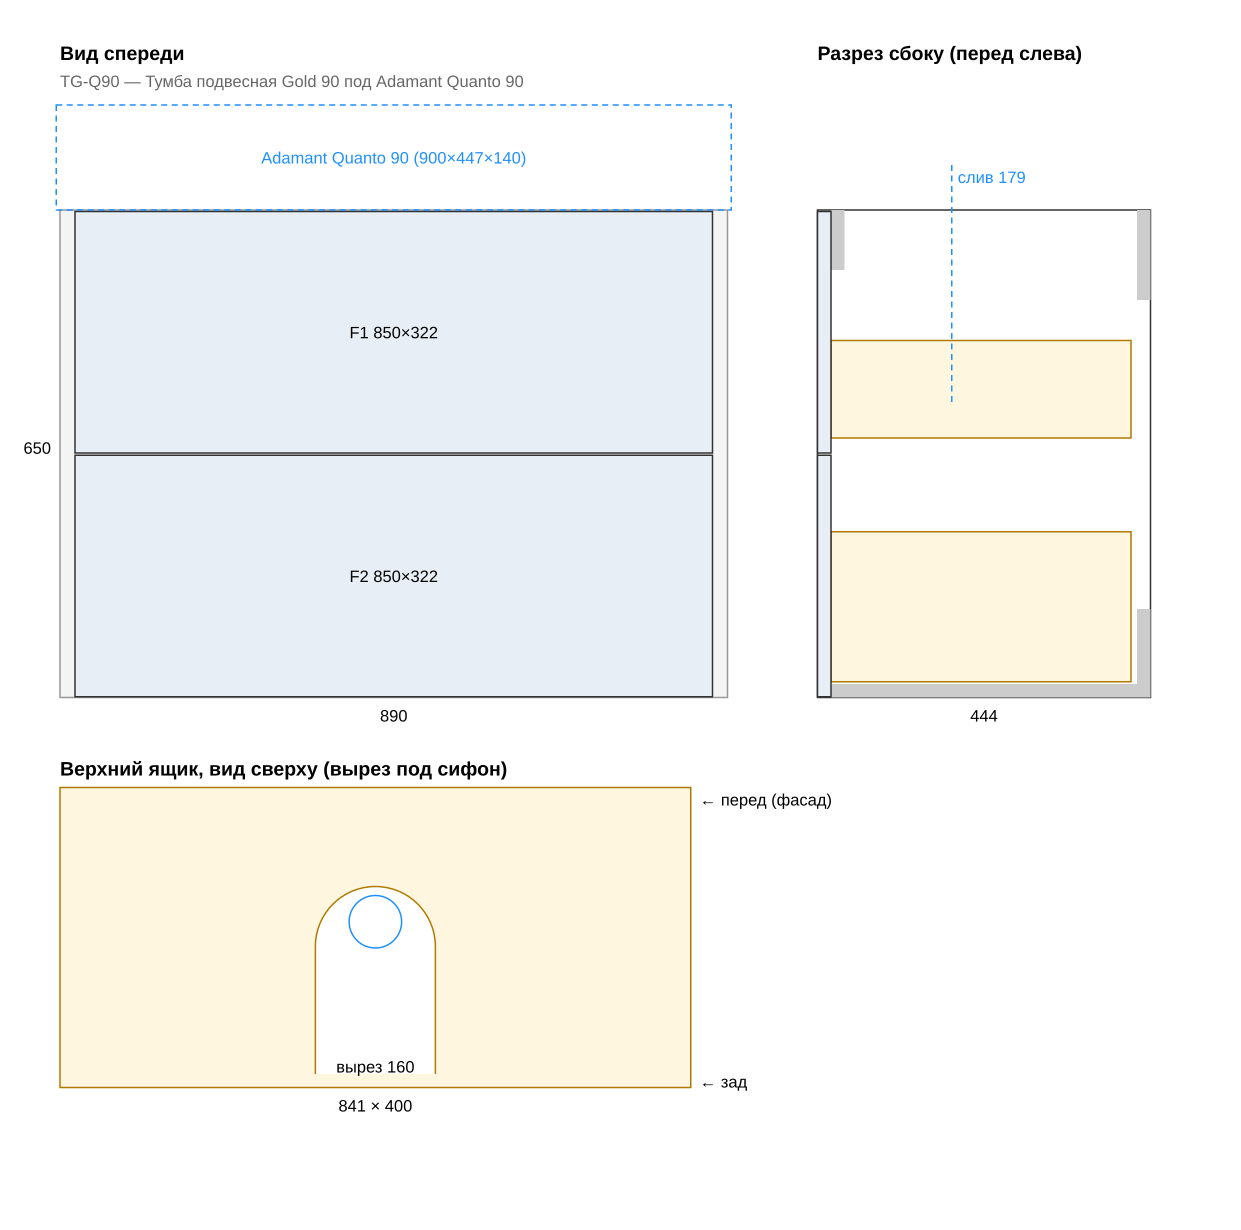 Вид спереди
TG-Q90 — Тумба подвесная Gold 90 под Adamant Quanto 90
Adamant Quanto 90 (900×447×140)
F1 850×322
650
F2 850×322
890
Разрез сбоку (перед слева)
слив 179
444
Верхний ящик, вид сверху (вырез под сифон)
← перед (фасад)
вырез 160
← зад
841 × 400